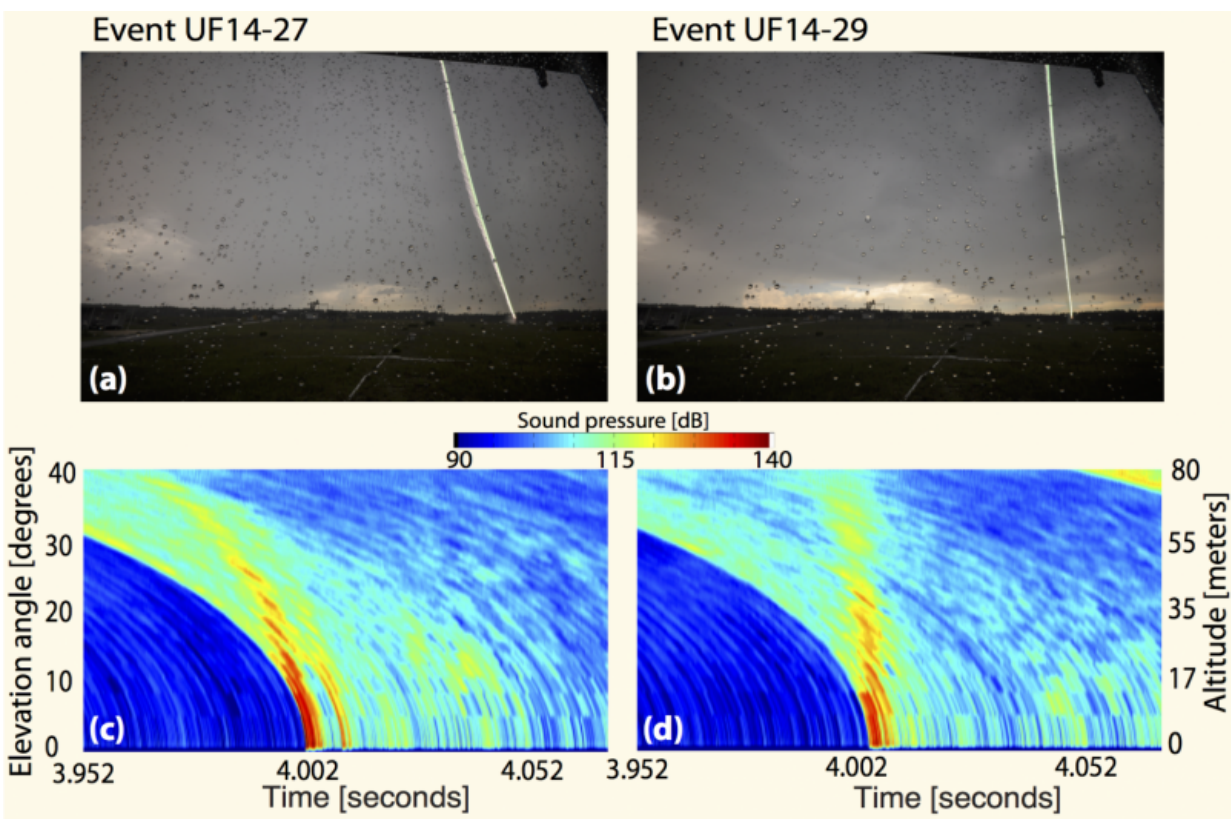 Event UF14-27
Event UF14-29
(a)
(b)
Sound pressure [dB]
90 115 140
Elevation angle [degrees]
40
30
20
10
0
(c)
3.952 4.002 4.052
Time [seconds]
(d)
80
55
35
17
0
Altitude [meters]
3.952 4.002 4.052
Time [seconds]